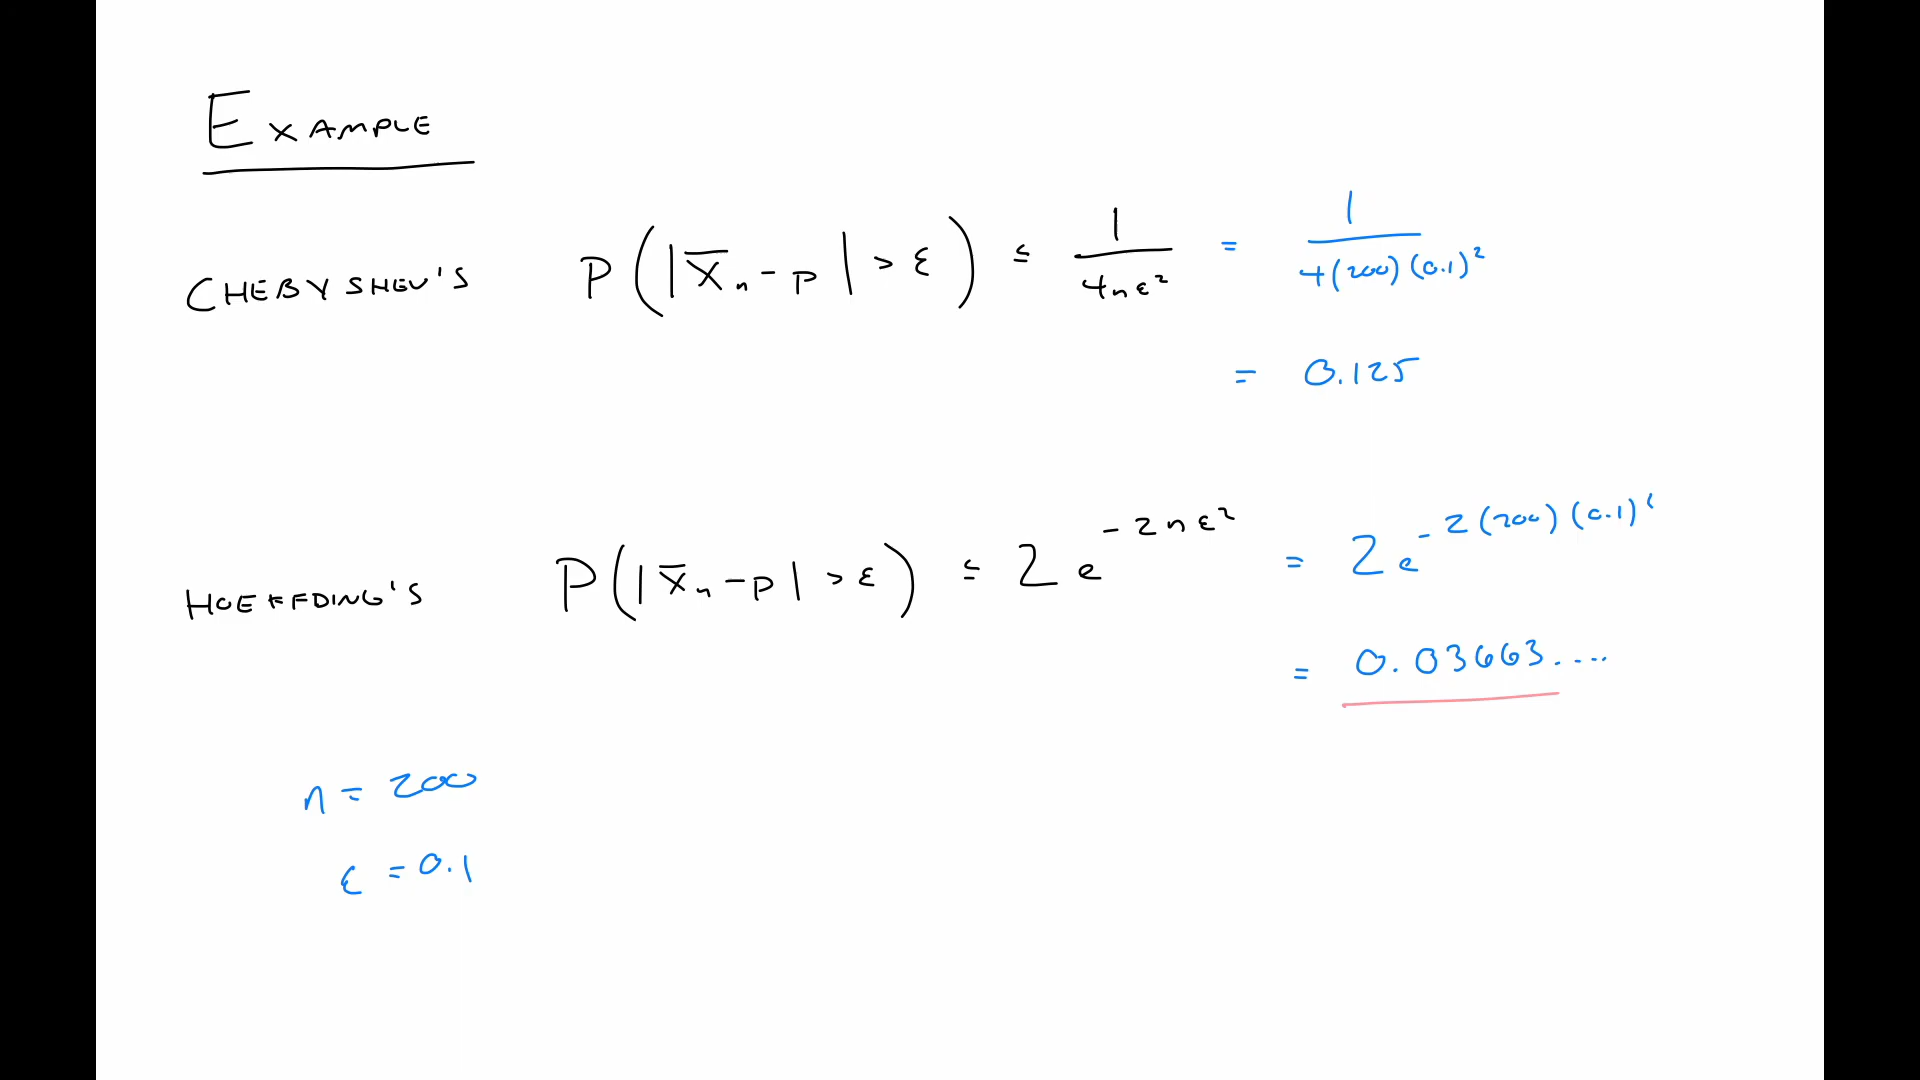 EXAMPLE
CHEBYSHEV'S P(|X̅ₙ - p| > ε) ≤ 1/(4nε²) = 1/(4(200)(0.1)²)
= 0.125
HOEFFDING'S P(|X̅ₙ - p| > ε) ≤ 2e^(-2nε²) = 2e^(-2(200)(0.1)
= 0.03663....
n = 200
ε = 0.1